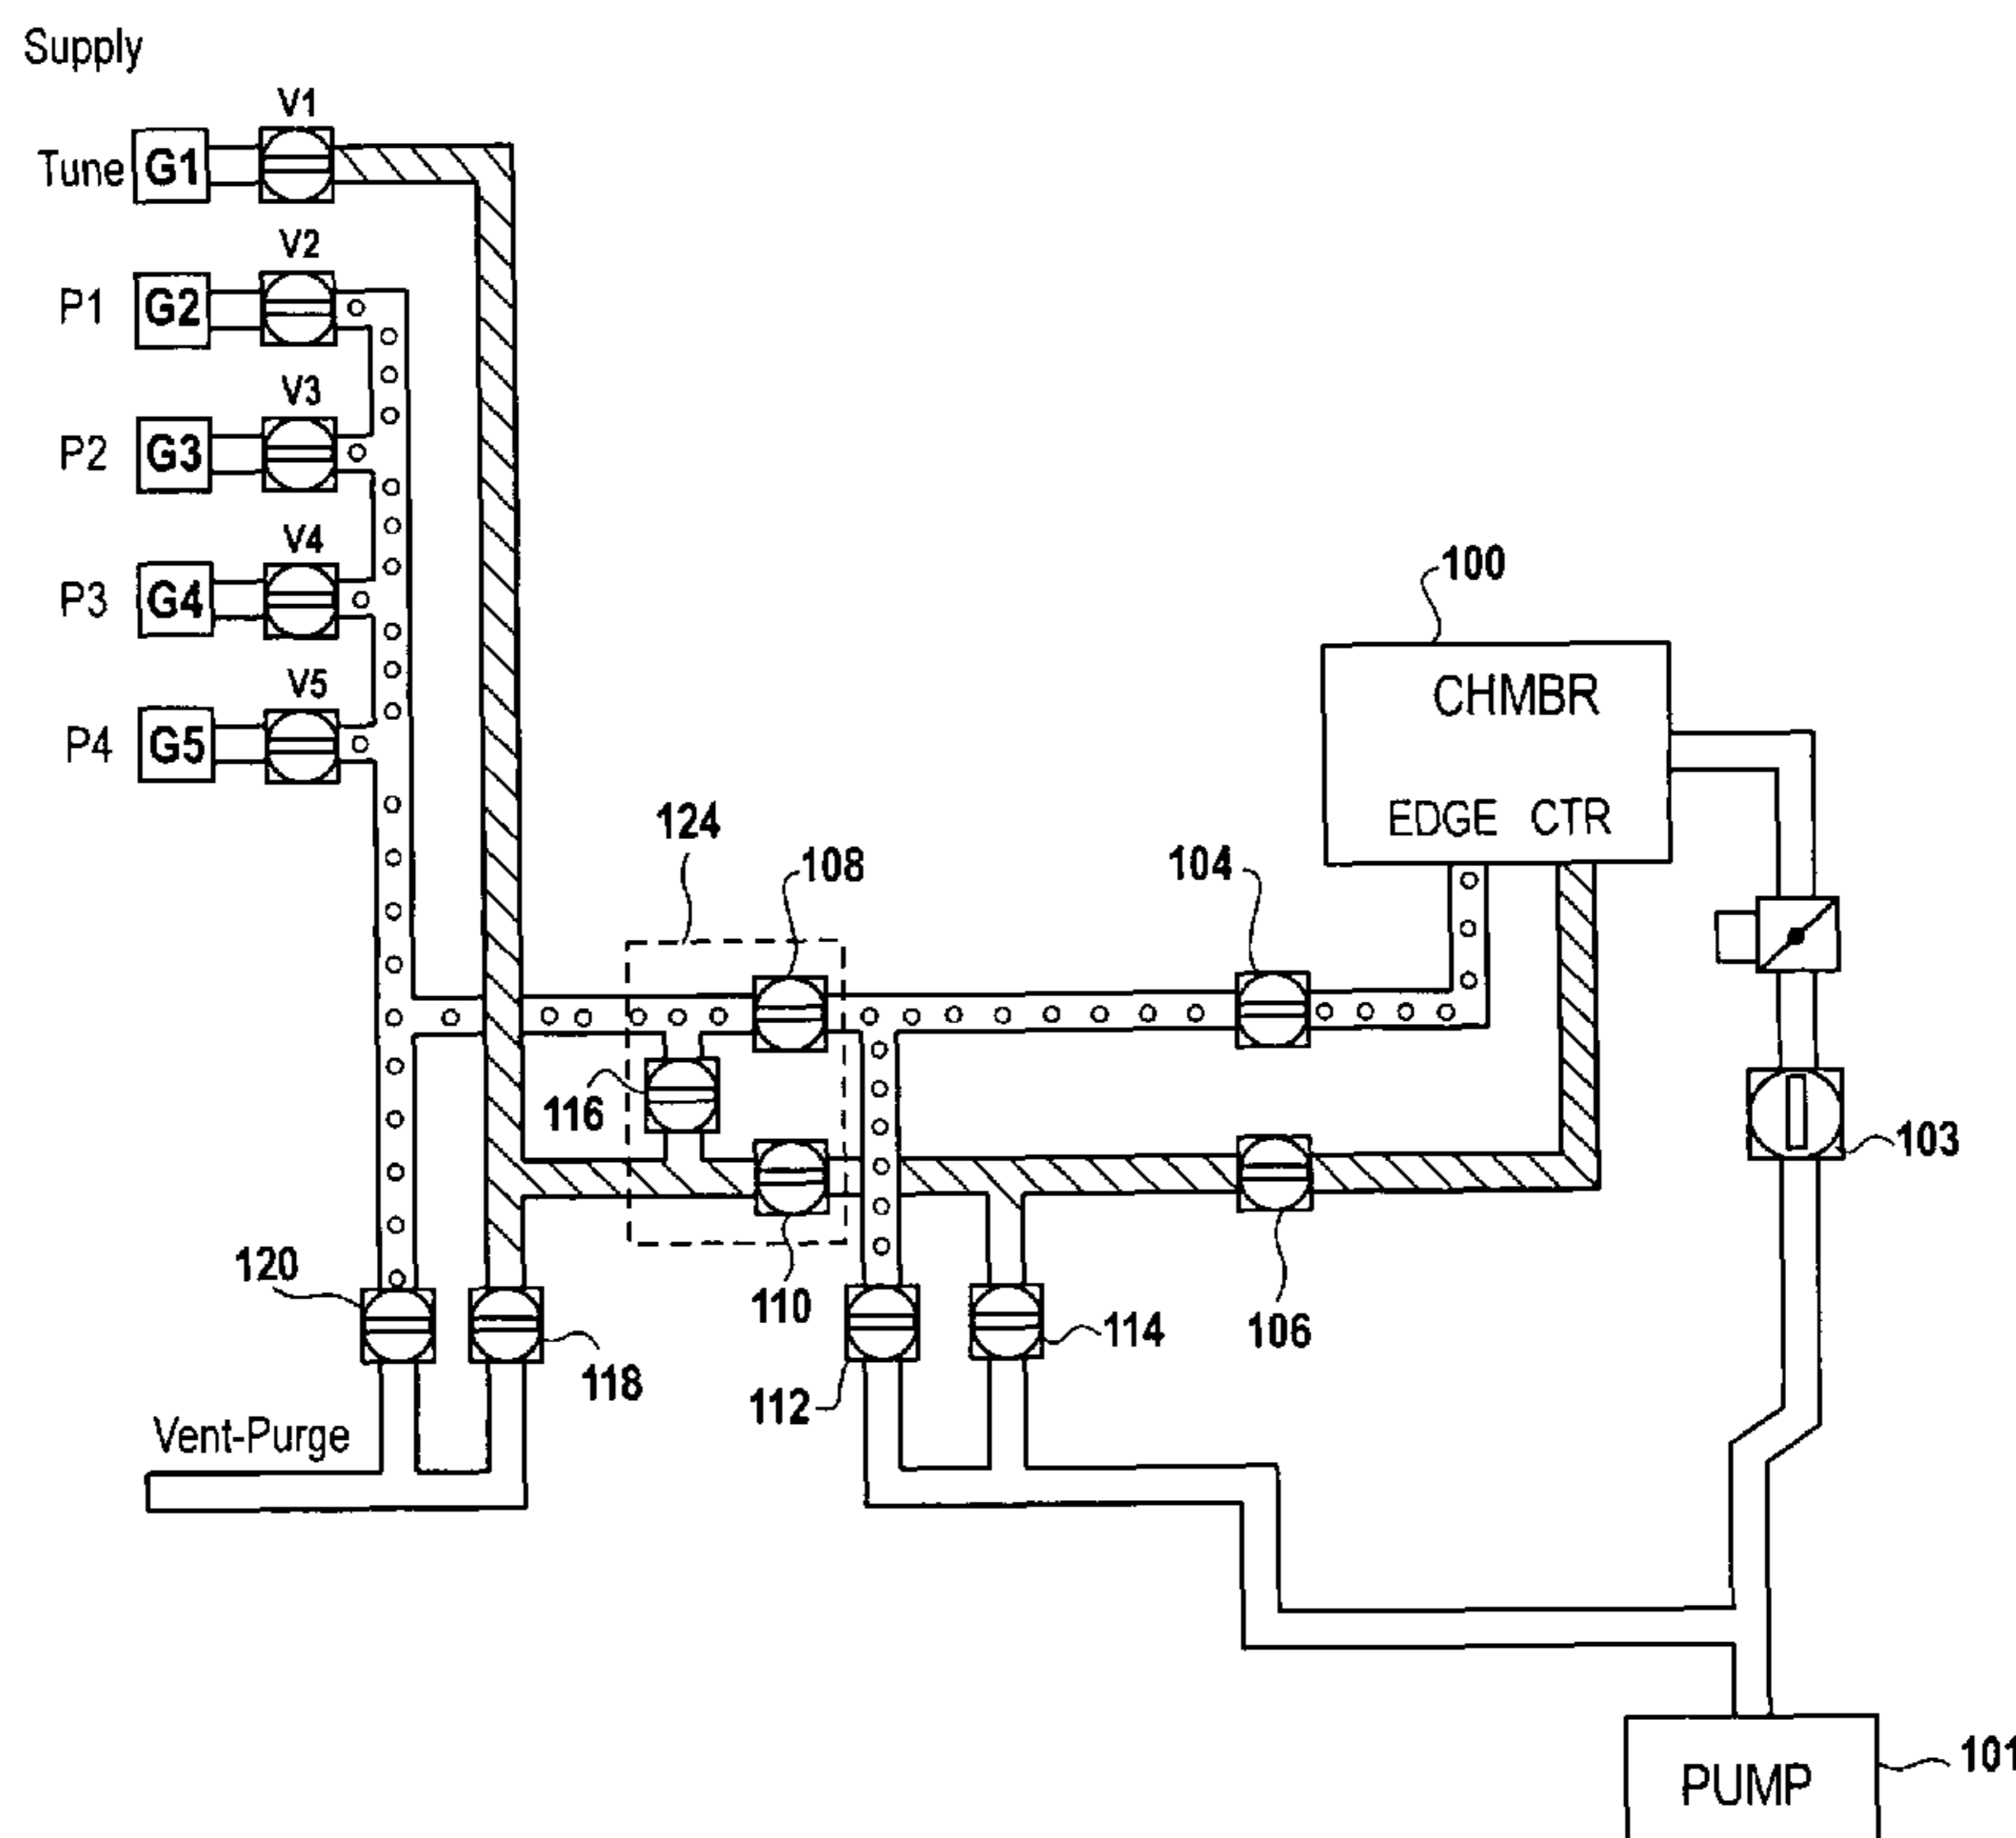 Supply
V1
Tune G1
V2
P1 G2
V3
P2 G3
V4
P3 G4
V5
P4 G5
100
CHMBR
EDGE CTR
124
108
104
116
103
120
110
106
114
118
112
Vent-Purge
101
PUMP